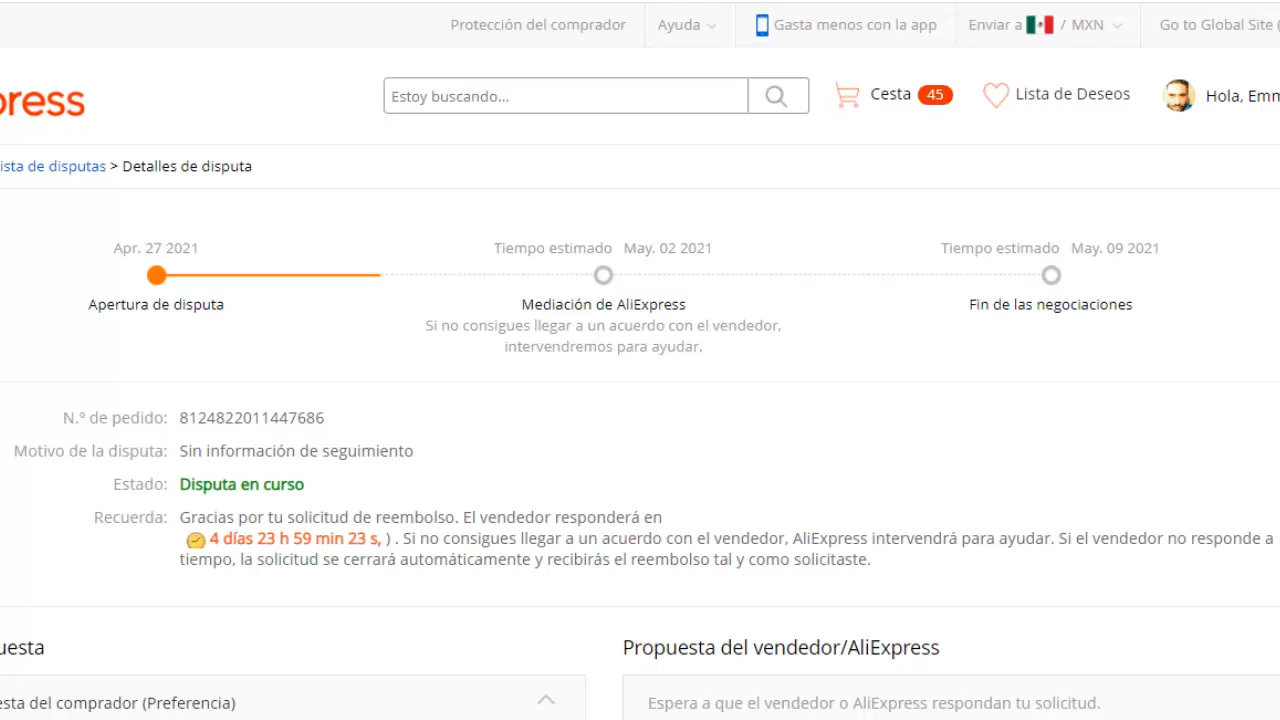 Protección del comprador Ayuda Gasta menos con la app Enviar a / MXN Go to Global Site (
press
Estoy buscando...
Cesta 45 Lista de Deseos Hola, Emm
ista de disputas > Detalles de disputa
Apr. 27 2021 Tiempo estimado May. 02 2021 Tiempo estimado May. 09 2021
Apertura de disputa Mediación de AliExpress Fin de las negociaciones
Si no consigues llegar a un acuerdo con el vendedor,
intervendremos para ayudar.
N.º de pedido: 8124822011447686
Motivo de la disputa: Sin información de seguimiento
Estado: Disputa en curso
Recuerda: Gracias por tu solicitud de reembolso. El vendedor responderá en
4 días 23 h 59 min 23 s, ) . Si no consigues llegar a un acuerdo con el vendedor, AliExpress intervendrá para ayudar. Si el vendedor no responde a
tiempo, la solicitud se cerrará automáticamente y recibirás el reembolso tal y como solicitaste.
uesta Propuesta del vendedor/AliExpress
esta del comprador (Preferencia) Espera a que el vendedor o AliExpress respondan tu solicitud.